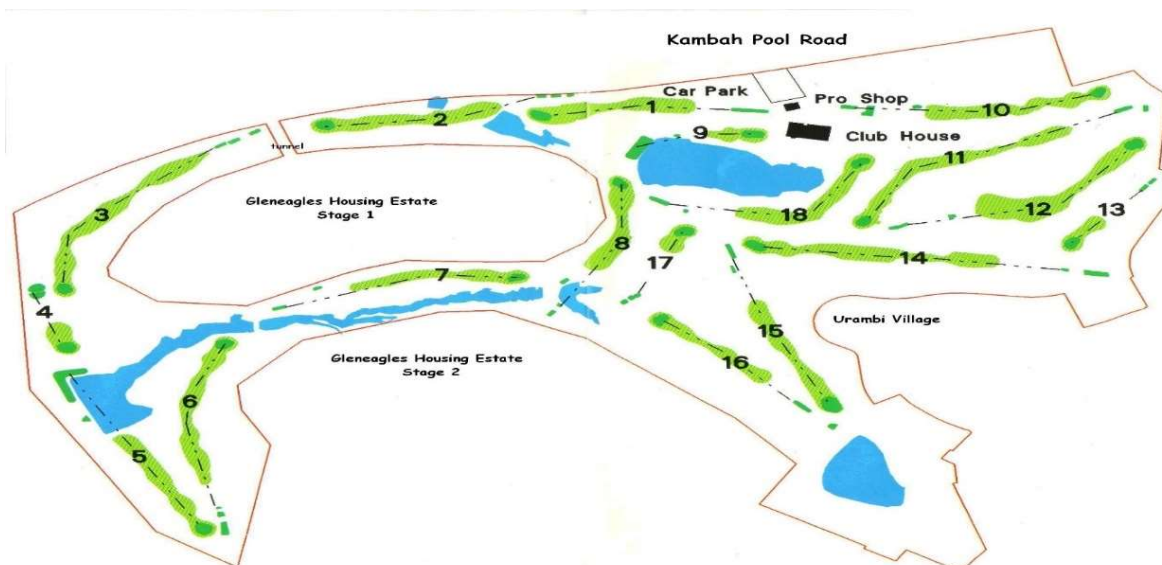 Kambah Pool Road
Car Park
Pro Shop
1
10
2
9
Club House
11
tunnel
Gleneagles Housing Estate
Stage 1
3
18
12
13
8
17
14
7
4
Urambi Village
15
Gleneagles Housing Estate
Stage 2
16
6
5